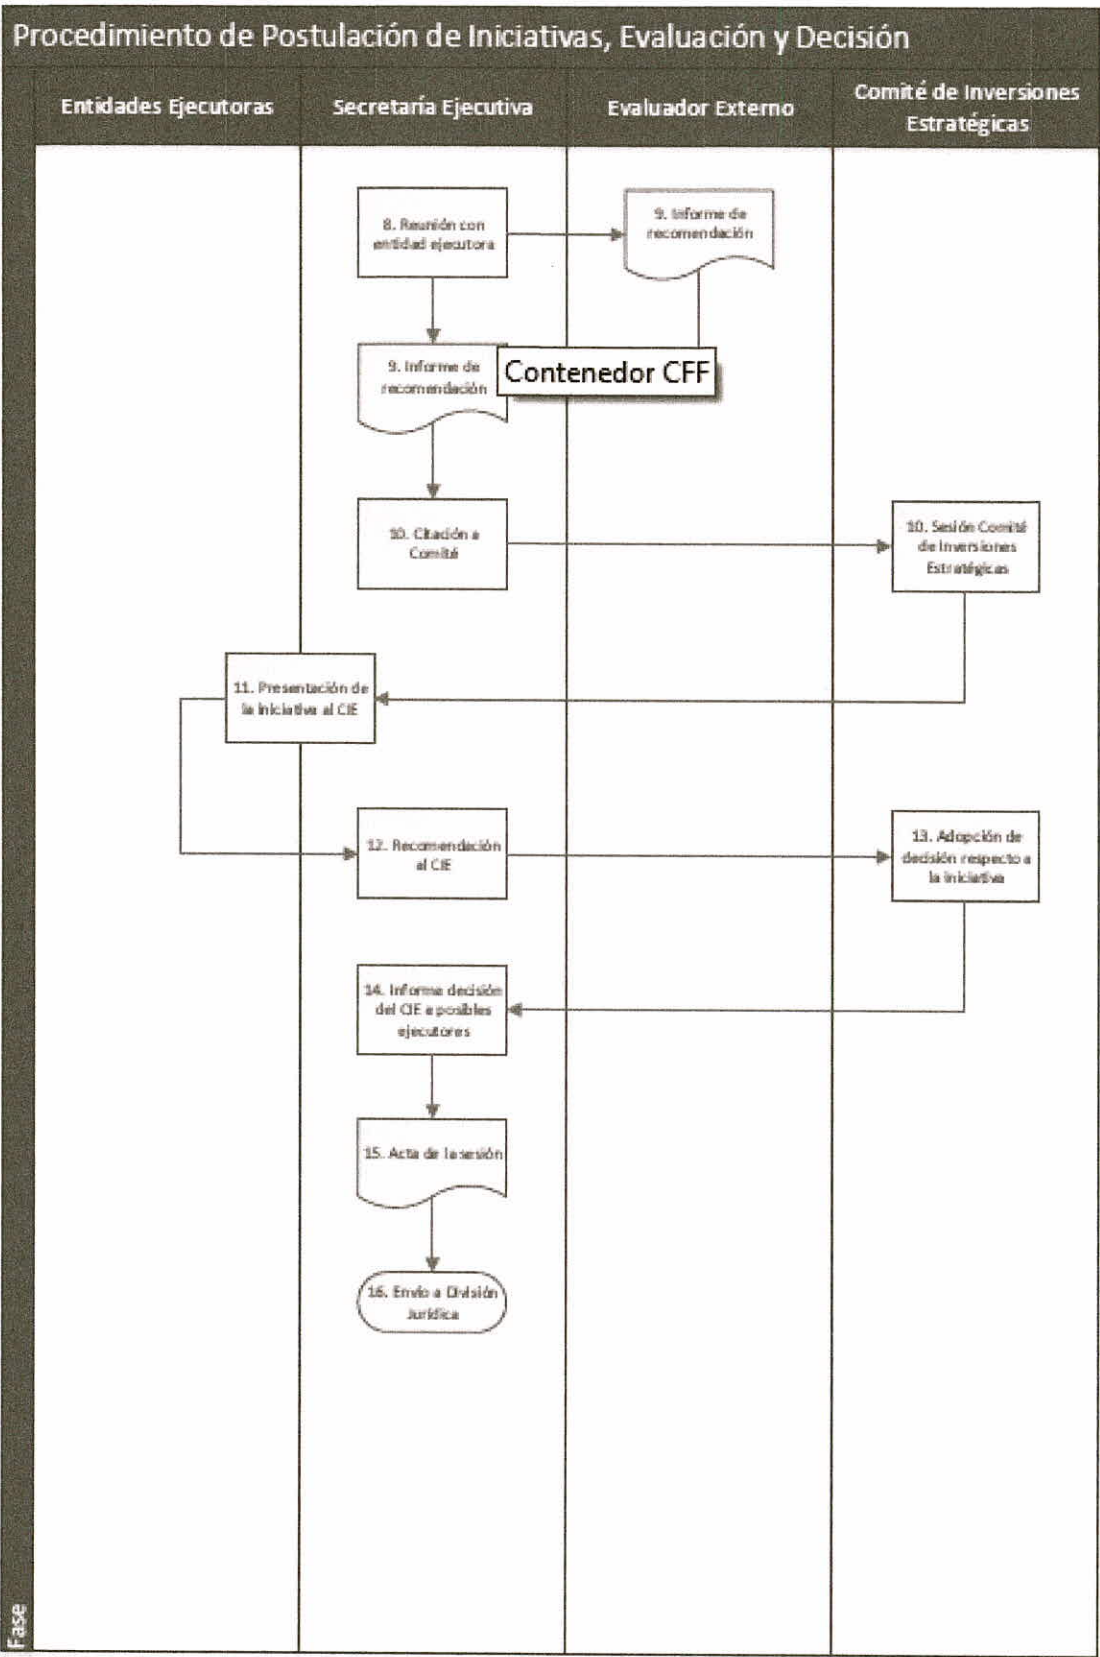 Procedimiento de Postulación de Iniciativas, Evaluación y Decisión
Entidades Ejecutoras
Secretaría Ejecutiva
Evaluador Externo
Comité de Inversiones
Estratégicas
8. Reunión con
entidad ejecutora
9. Informe de
recomendación
9. Informe de
recomendación
Contenedor CFF
10. Citación a
Comité
10. Sesión Comité
de Inversiones
Estratégicas
11. Presentación de
la iniciativa al CIE
12. Recomendación
al CIE
13. Adopción de
decisión respecto a
la iniciativa
14. Informa decisión
del CIE a posibles
ejecutores
15. Acta de la sesión
16. Envío a División
Jurídica
Fase